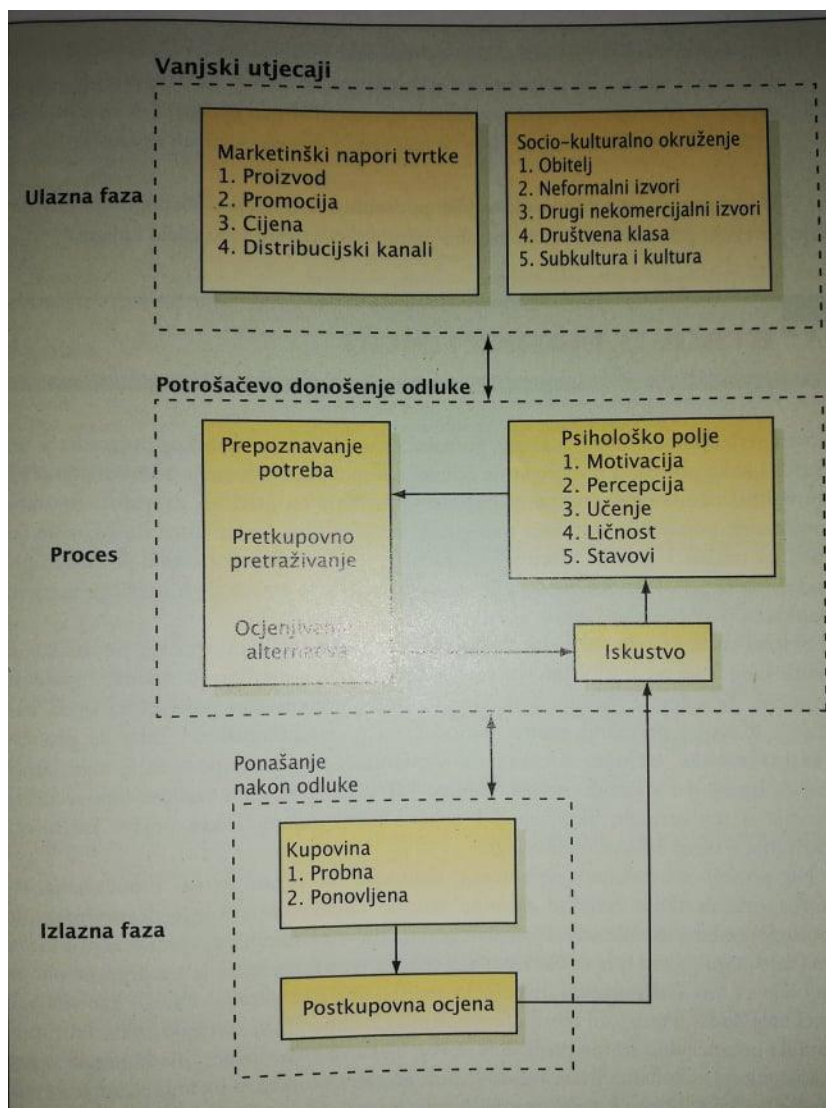 Vanjski utjecaji
Ulazna faza
Marketinški napori tvrtke
1. Proizvod
2. Promocija
3. Cijena
4. Distribucijski kanali
Socio-kulturalno okruženje
1. Obitelj
2. Neformalni izvori
3. Drugi nekomercijalni izvori
4. Društvena klasa
5. Subkultura i kultura
Potrošačevo donošenje odluke
Proces
Prepoznavanje
potreba
Pretkupovno
pretraživanje
Ocjenjivanje
alternativa
Psihološko polje
1. Motivacija
2. Percepcija
3. Učenje
4. Ličnost
5. Stavovi
Iskustvo
Ponašanje
nakon odluke
Izlazna faza
Kupovina
1. Probna
2. Ponovljena
Postkupovna ocjena